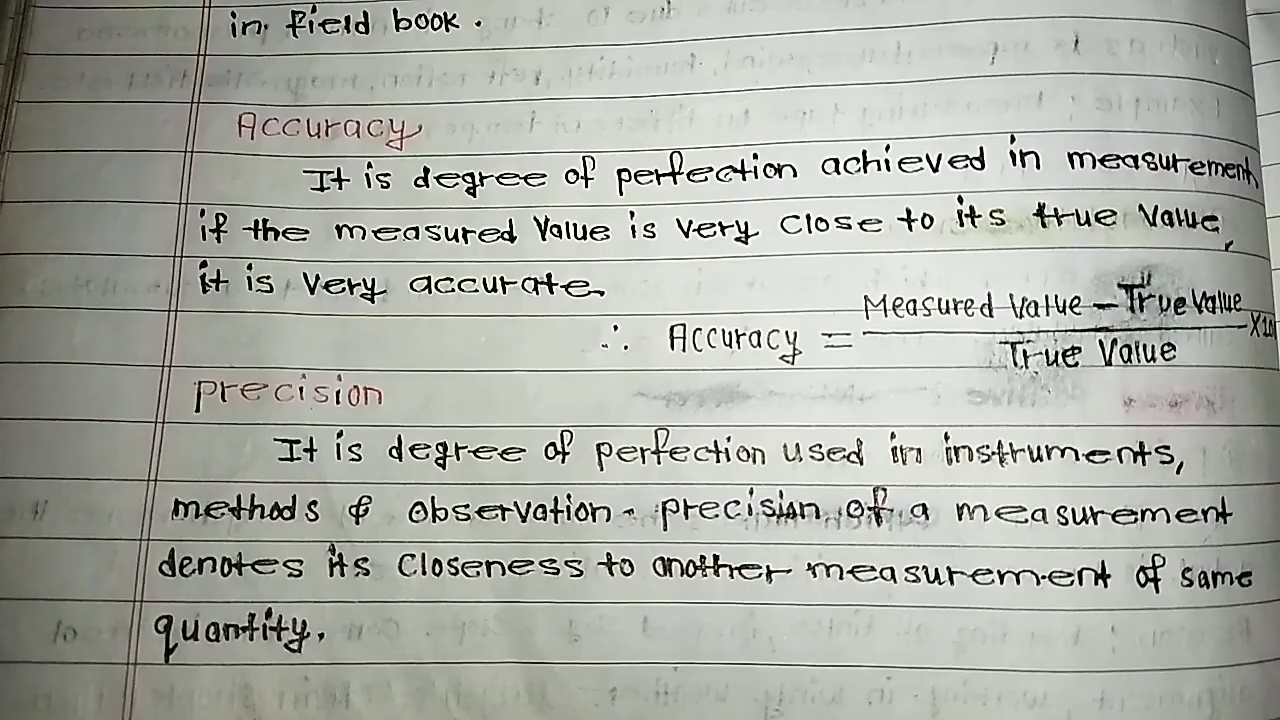 in field book.
Accuracy
It is degree of perfection achieved in measurement
if the measured value is very close to its true value,
it is very accurate.
∴ Accuracy = Measured value - True value
True value
precision
It is degree of perfection used in instruments,
methods & observation. precision of a measurement
denotes its closeness to another measurement of same
quantity.